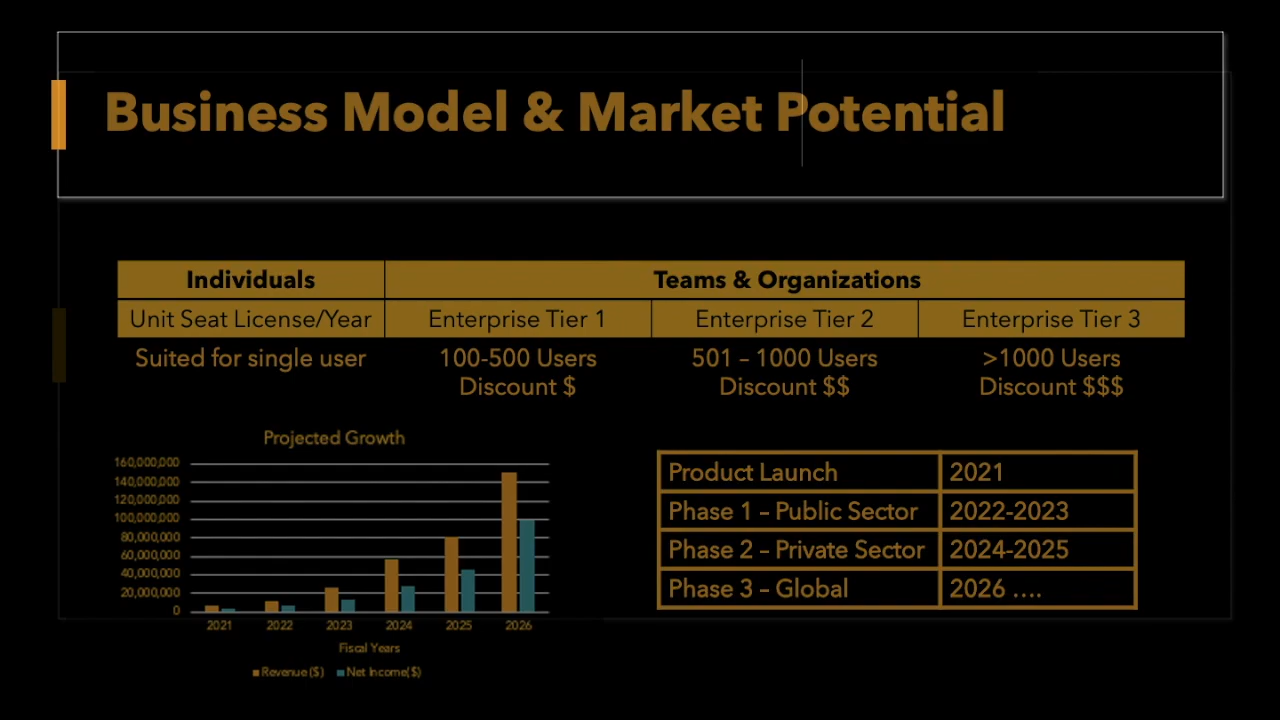 Business Model & Market Potential
Individuals
Teams & Organizations
Unit Seat License/Year
Enterprise Tier 1
Enterprise Tier 2
Enterprise Tier 3
Suited for single user
100-500 Users
Discount $
501 – 1000 Users
Discount $$
>1000 Users
Discount $$$
Projected Growth
160,000,000
140,000,000
120,000,000
100,000,000
80,000,000
60,000,000
40,000,000
20,000,000
0
2021
2022
2023
2024
2025
2026
Fiscal Years
Revenue ($)
Net Income($)
Product Launch
2021
Phase 1 – Public Sector
2022-2023
Phase 2 – Private Sector
2024-2025
Phase 3 – Global
2026 ....